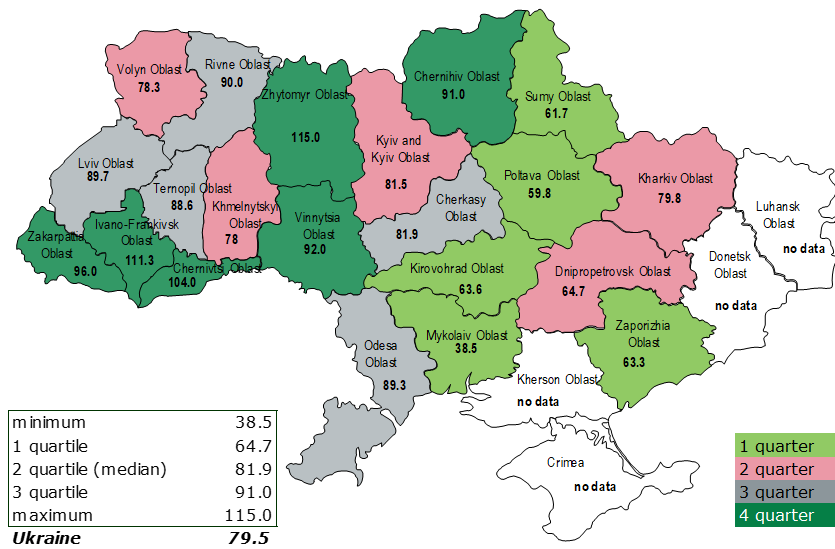 Volyn Oblast
78.3
Rivne Oblast
90.0
Zhytomyr Oblast
115.0
Kyiv and
Kyiv Oblast
81.5
Chernihiv Oblast
91.0
Sumy Oblast
61.7
Lviv Oblast
89.7
Ternopil Oblast
88.6
Khmelnytskyi
Oblast
78
Vinnytsia
Oblast
92.0
Cherkasy
Oblast
81.9
Poltava Oblast
59.8
Kharkiv Oblast
79.8
Luhansk
Oblast
no data
Zakarpattia
Oblast
96.0
Ivano-Frankivsk
Oblast
111.3
Chernivtsi Oblast
104.0
Kirovohrad Oblast
63.6
Dnipropetrovsk Oblast
64.7
Donetsk
Oblast
no data
Odesa
Oblast
89.3
Mykolaiv Oblast
38.5
Zaporizhia
Oblast
63.3
Kherson Oblast
no data
Crimea
no data
minimum 38.5
1 quartile 64.7
2 quartile (median) 81.9
3 quartile 91.0
maximum 115.0
Ukraine 79.5
1 quarter
2 quarter
3 quarter
4 quarter